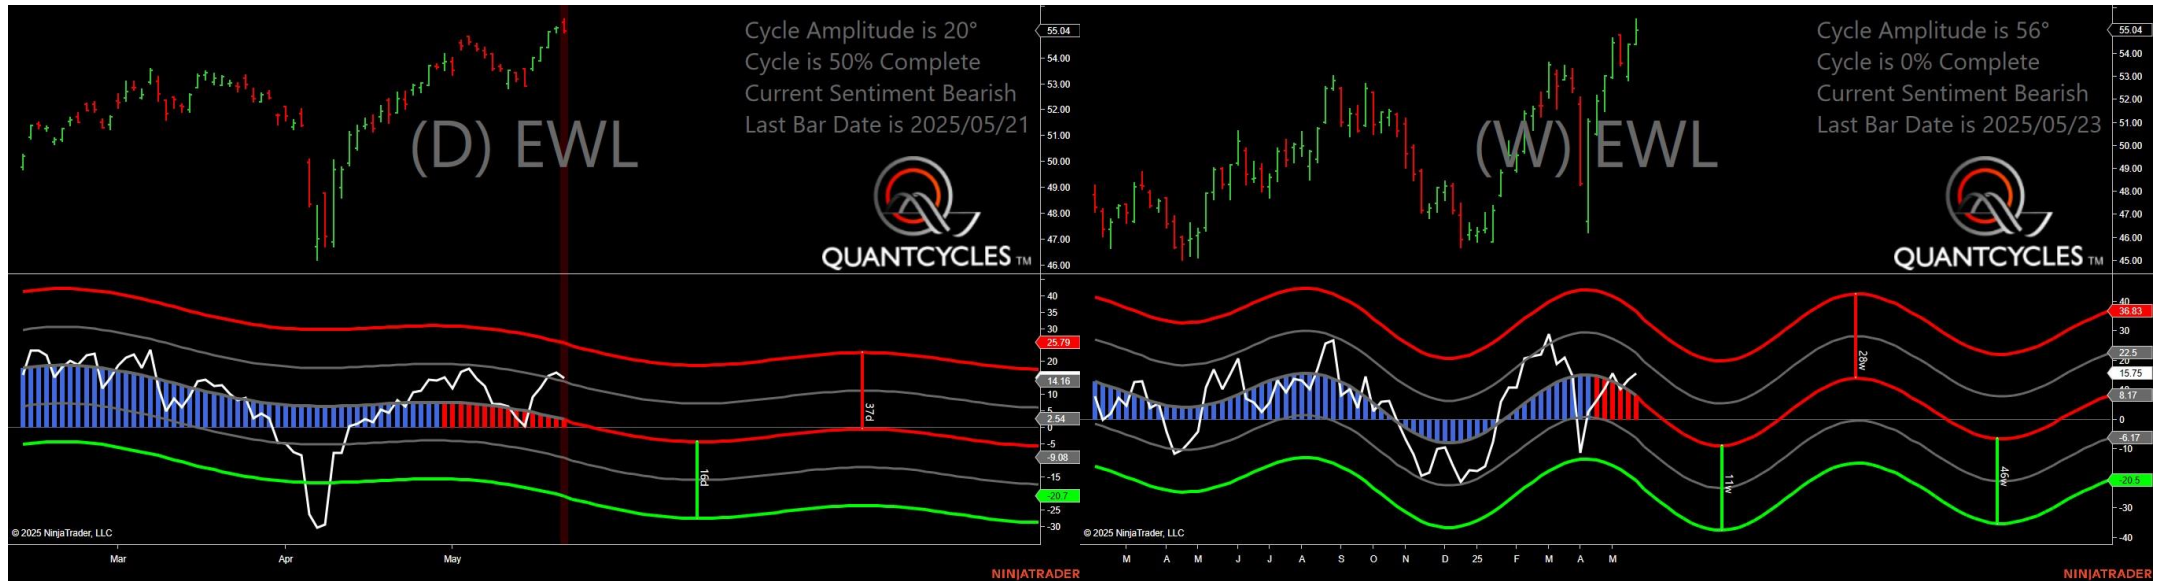 Cycle Amplitude is 20°
Cycle is 50% Complete
Current Sentiment Bearish
Last Bar Date is 2025/05/21
(D) EWL
QUANTCYCLES TM
55.04
54.00
53.00
52.00
51.00
50.00
49.00
48.00
47.00
46.00
40
35
30
25.79
20
14.16
10
5
2.54
0
-5
-9.08
-15
-20.7
-25
-30
37d
16d
© 2025 NinjaTrader, LLC
Mar
Apr
May
NINJATRADER
Cycle Amplitude is 56°
Cycle is 0% Complete
Current Sentiment Bearish
Last Bar Date is 2025/05/23
(W) EWL
QUANTCYCLES TM
55.04
54.00
53.00
52.00
51.00
50.00
49.00
48.00
47.00
46.00
45.00
40
36.83
30
22.5
20
15.75
8.17
0
-6.17
-10
-20.5
-30
-40
28w
11w
46w
© 2025 NinjaTrader, LLC
M A M J J A S O N D 25 F M A M
NINJATRADER